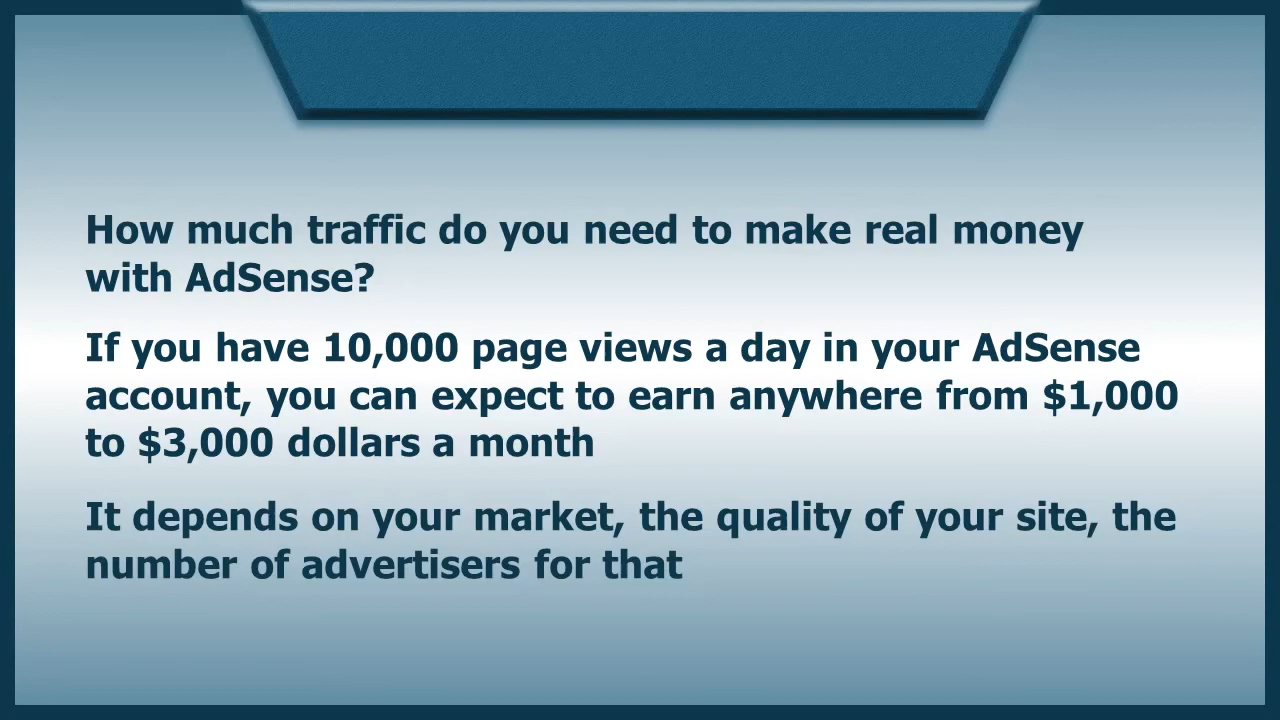 How much traffic do you need to make real money
with AdSense?
If you have 10,000 page views a day in your AdSense
account, you can expect to earn anywhere from $1,000
to $3,000 dollars a month
It depends on your market, the quality of your site, the
number of advertisers for that